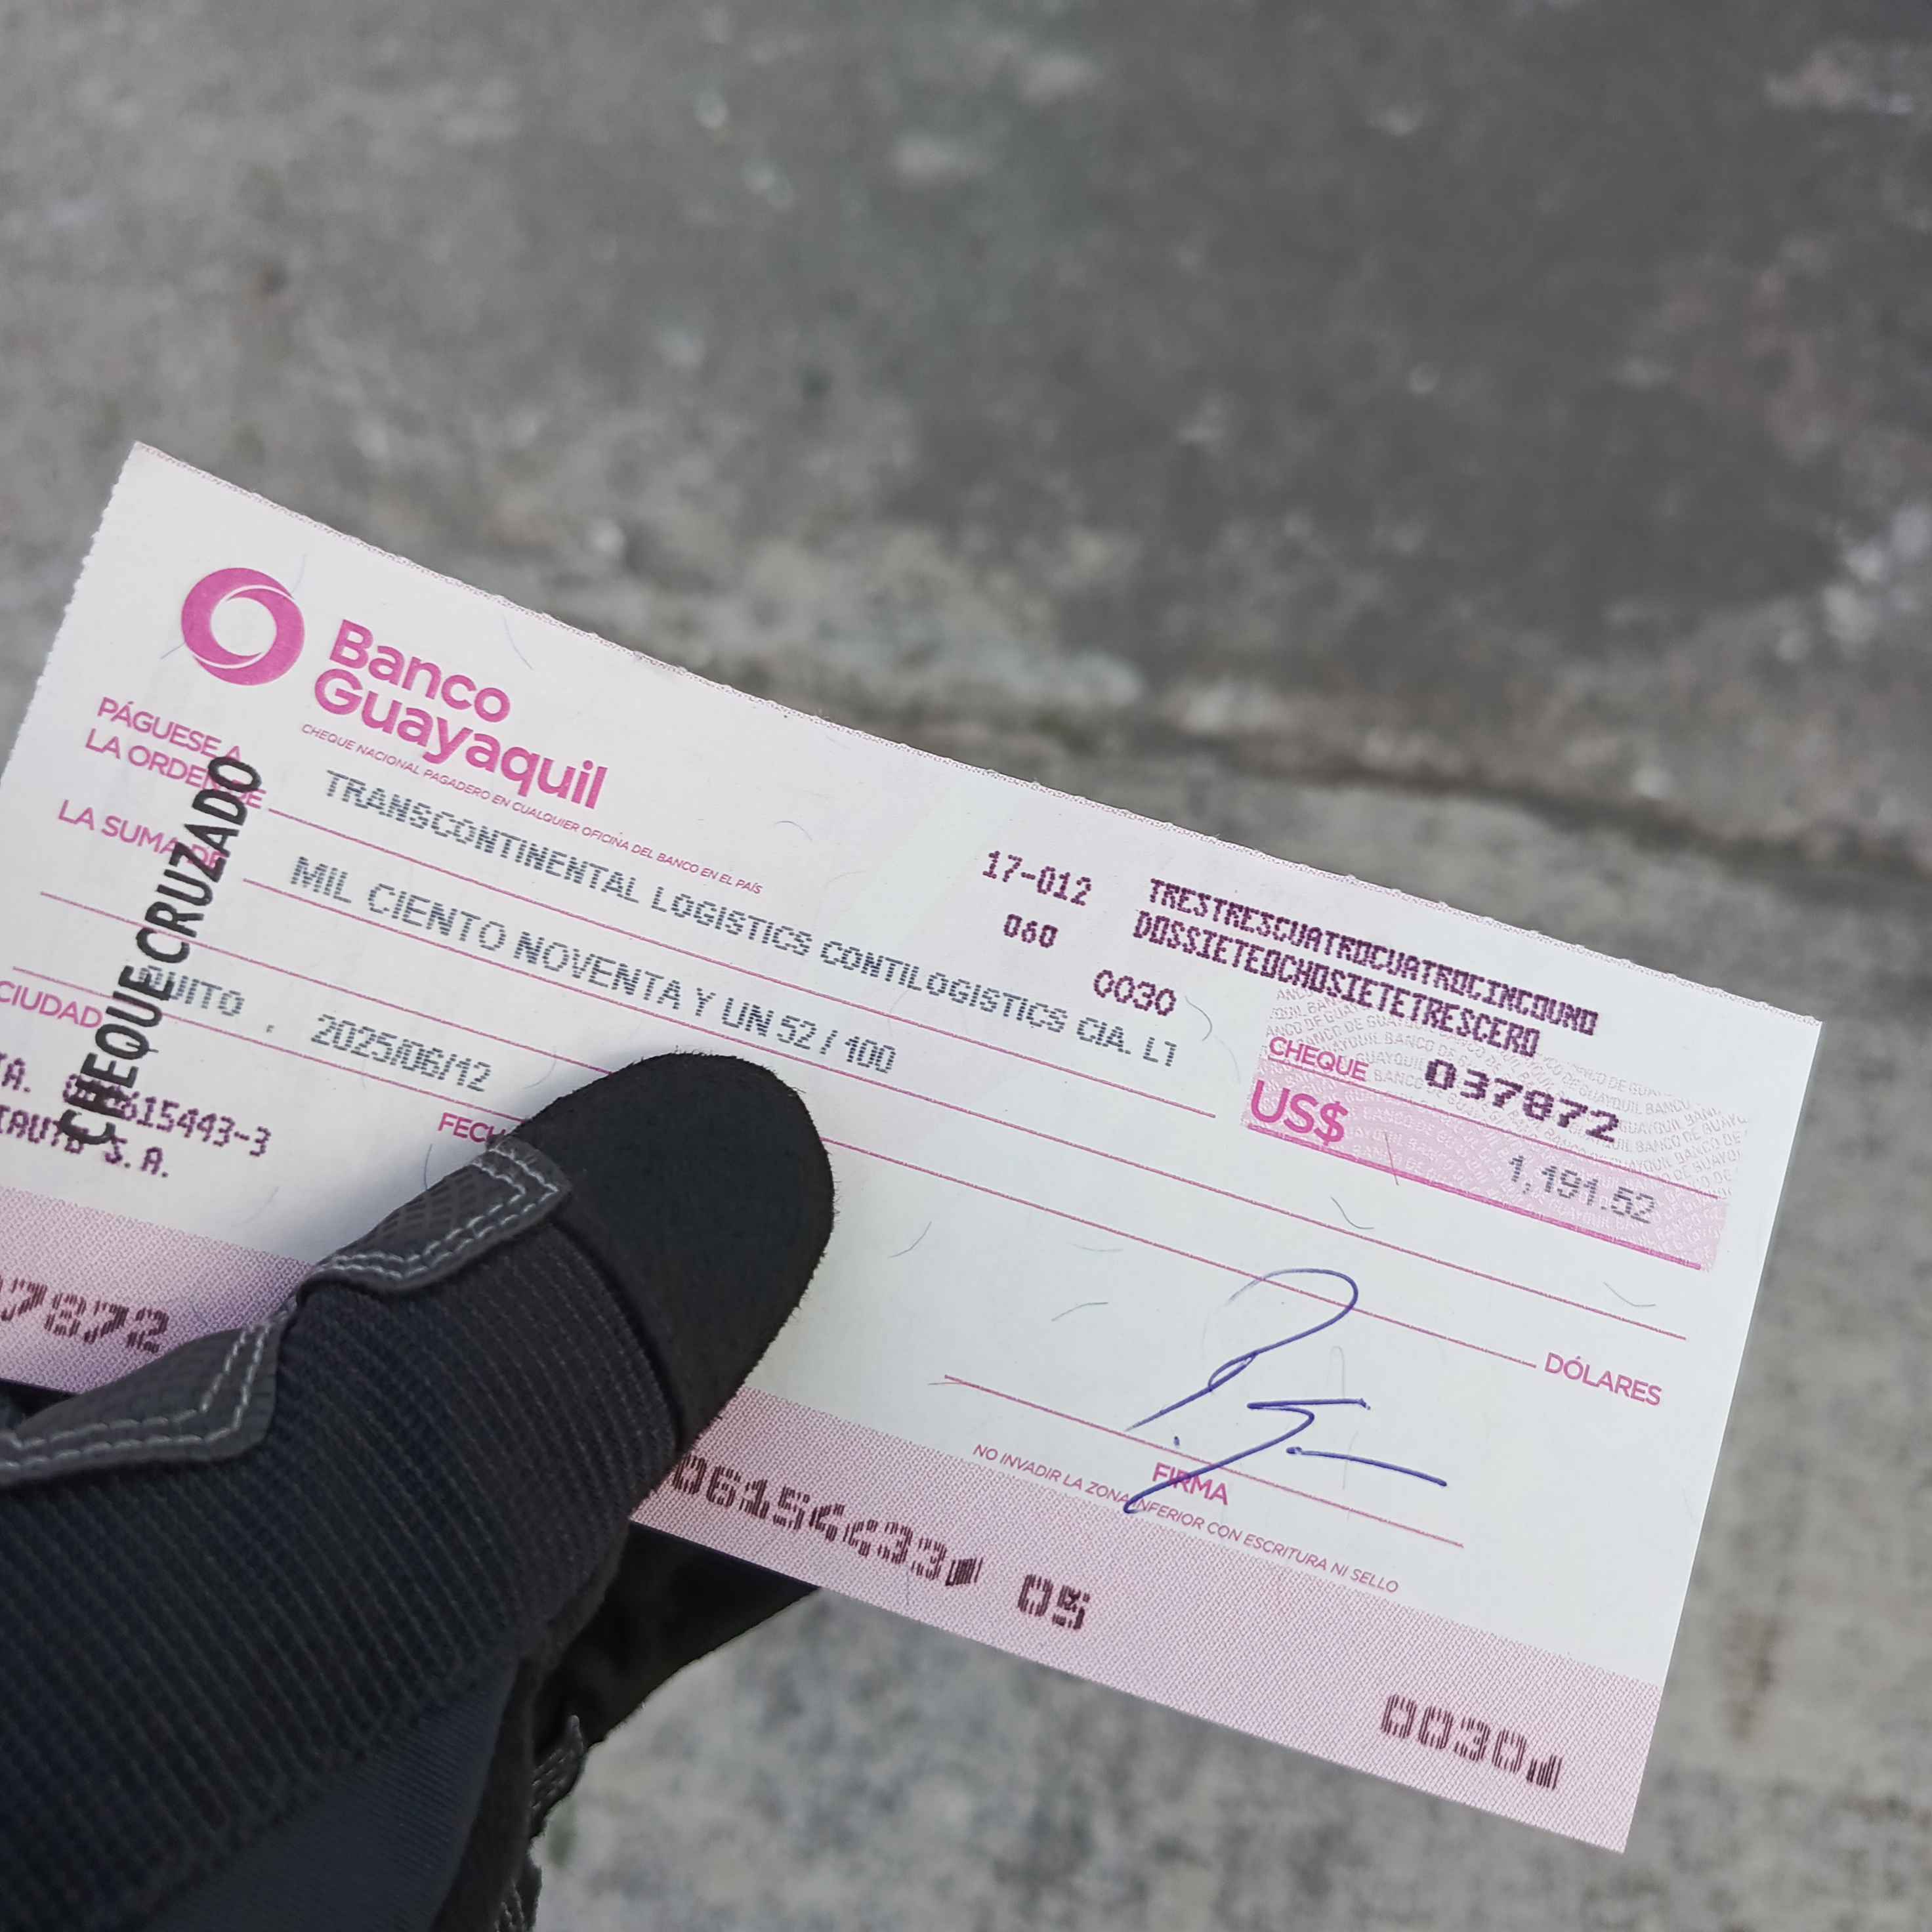 Banco
Guayaquil
CHEQUE NACIONAL PAGADERO EN CUALQUIER OFICINA DEL BANCO EN EL PAÍS
17-012
060
0030
TRESTRESCUATROCUATROCINCOUNO
DOSSIETEOCHOSIETETRESCERO
CHEQUE 037872
PÁGUESE A
LA ORDEN DE TRANSCONTINENTAL LOGISTICS CONTILOGISTICS CIA. LT
US$ 1,191.52
LA SUMA DE MIL CIENTO NOVENTA Y UN 52 / 100
DÓLARES
QUITO , 2025/06/12
CIUDAD
CHEQUE CRUZADO
615443-3
S.A.
FIRMA
NO INVADIR LA ZONA INFERIOR CON ESCRITURA NI SELLO
7872 06154433 05 0030